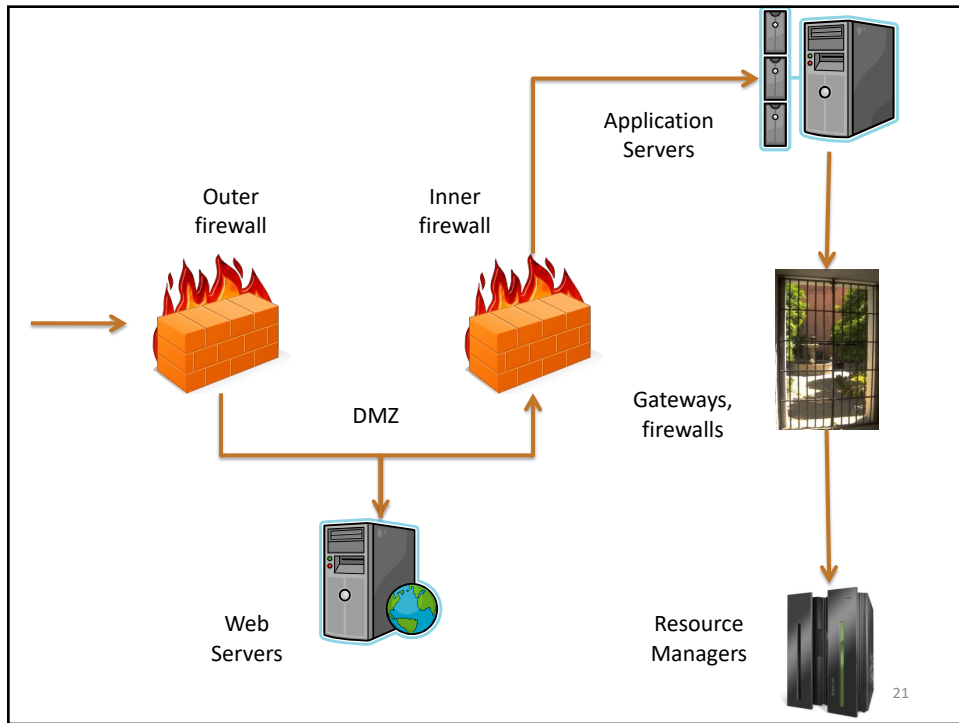 Application
Servers
Outer
firewall
Inner
firewall
DMZ
Gateways,
firewalls
Web
Servers
Resource
Managers
21